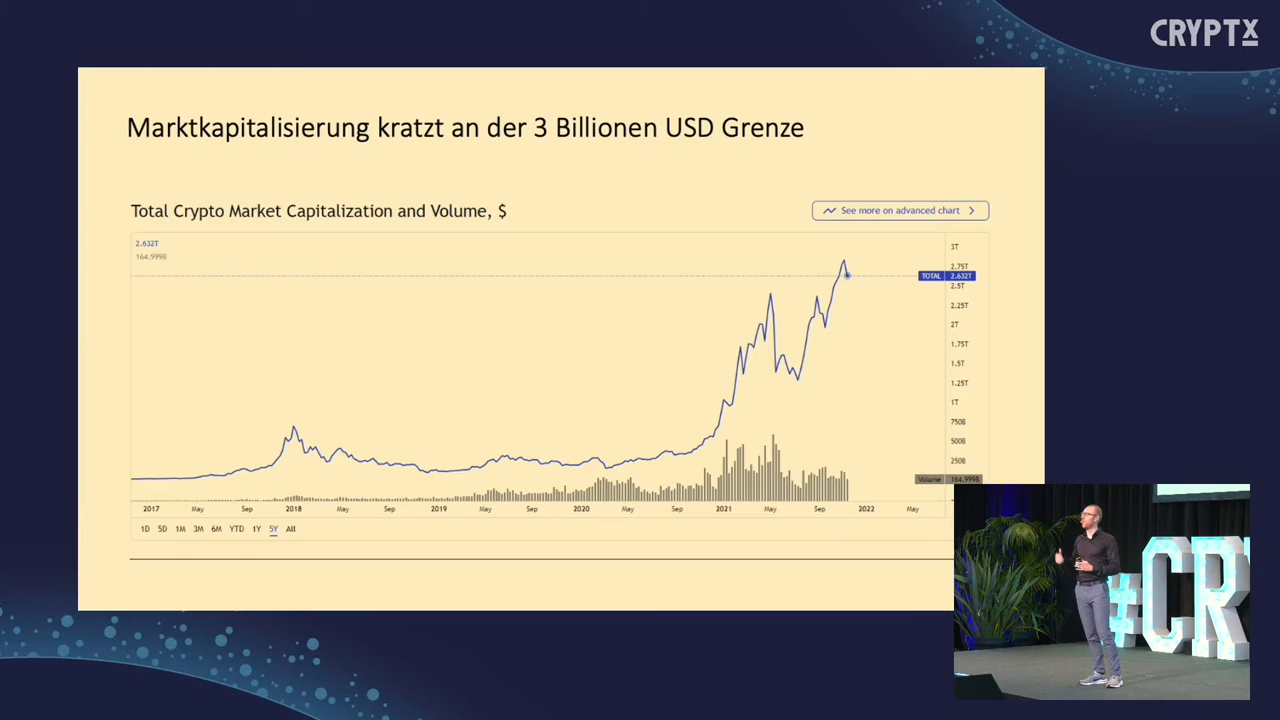 CRYPTX
Marktkapitalisierung kratzt an der 3 Billionen USD Grenze
Total Crypto Market Capitalization and Volume, $
See more on advanced chart
2.632T
164.999B
3T
2.75T
TOTAL 2.632T
2.5T
2.25T
2T
1.75T
1.5T
1.25T
1T
750B
500B
250B
Volume 164.999B
2017 May Sep 2018 May Sep 2019 May Sep 2020 May Sep 2021 May Sep 2022 May
1D 5D 1M 3M 6M YTD 1Y 5Y All
#CR